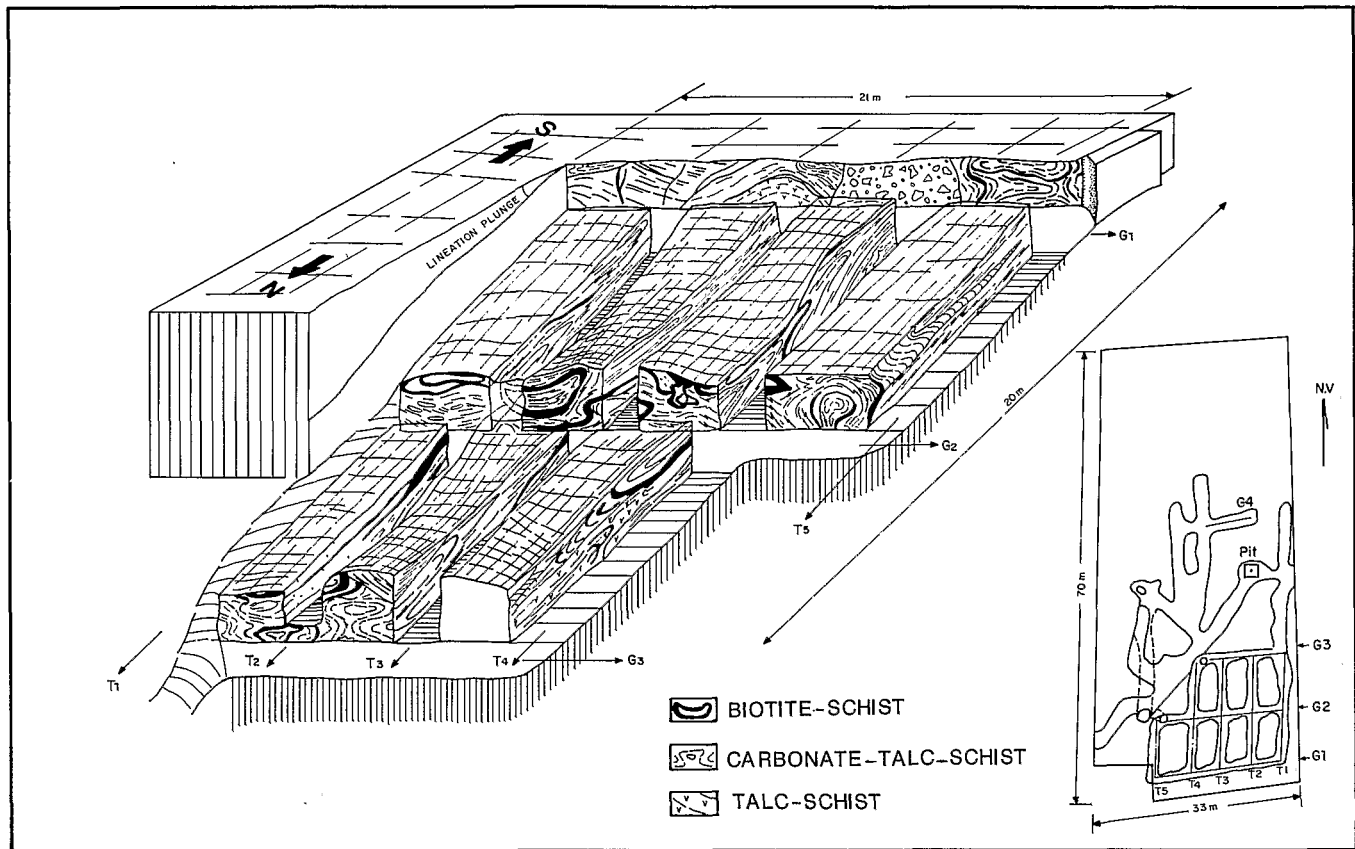 21 m
S
LINEATION PLUNGE
N
G1
20 m
G2
T5
T1
T2
T3
T4
G3
BIOTITE-SCHIST
CARBONATE-TALC-SCHIST
TALC-SCHIST
N.V
G4
Pit
70 m
G3
G2
G1
T5
T4
T3
T2
T1
33 m